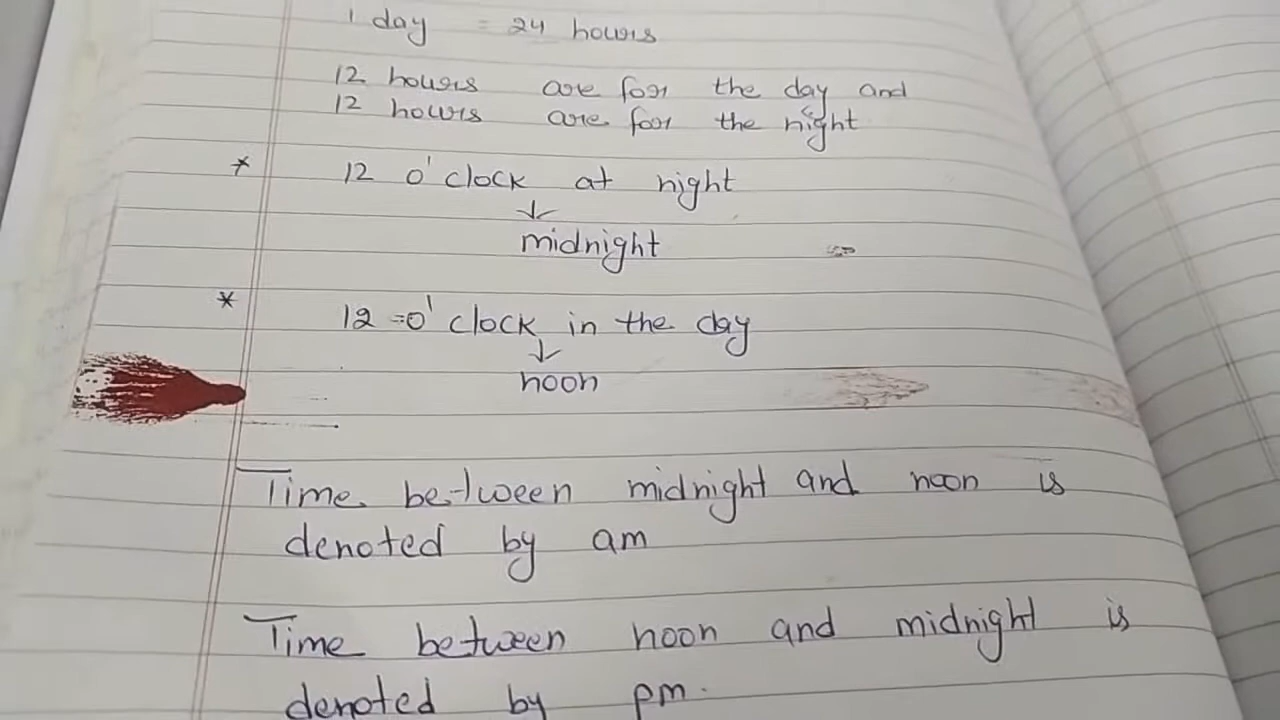 1 day = 24 hours
12 hours are for the day and
12 hours are for the night
* 12 o'clock at night
↓
midnight
* 12 =o'clock in the day
↓
noon
Time between midnight and noon is
denoted by am
Time between noon and midnight is
denoted by pm.